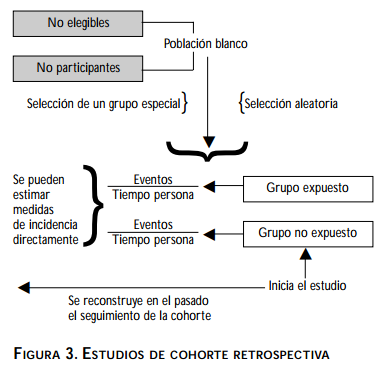 No elegibles
Población blanco
No participantes
Selección de un grupo especial}
{Selección aleatoria
Se pueden
estimar
medidas
de incidencia
directamente
Eventos
Tiempo persona
Grupo expuesto
Eventos
Tiempo persona
Grupo no expuesto
Inicia el estudio
Se reconstruye en el pasado
el seguimiento de la cohorte
FIGURA 3. ESTUDIOS DE COHORTE RETROSPECTIVA